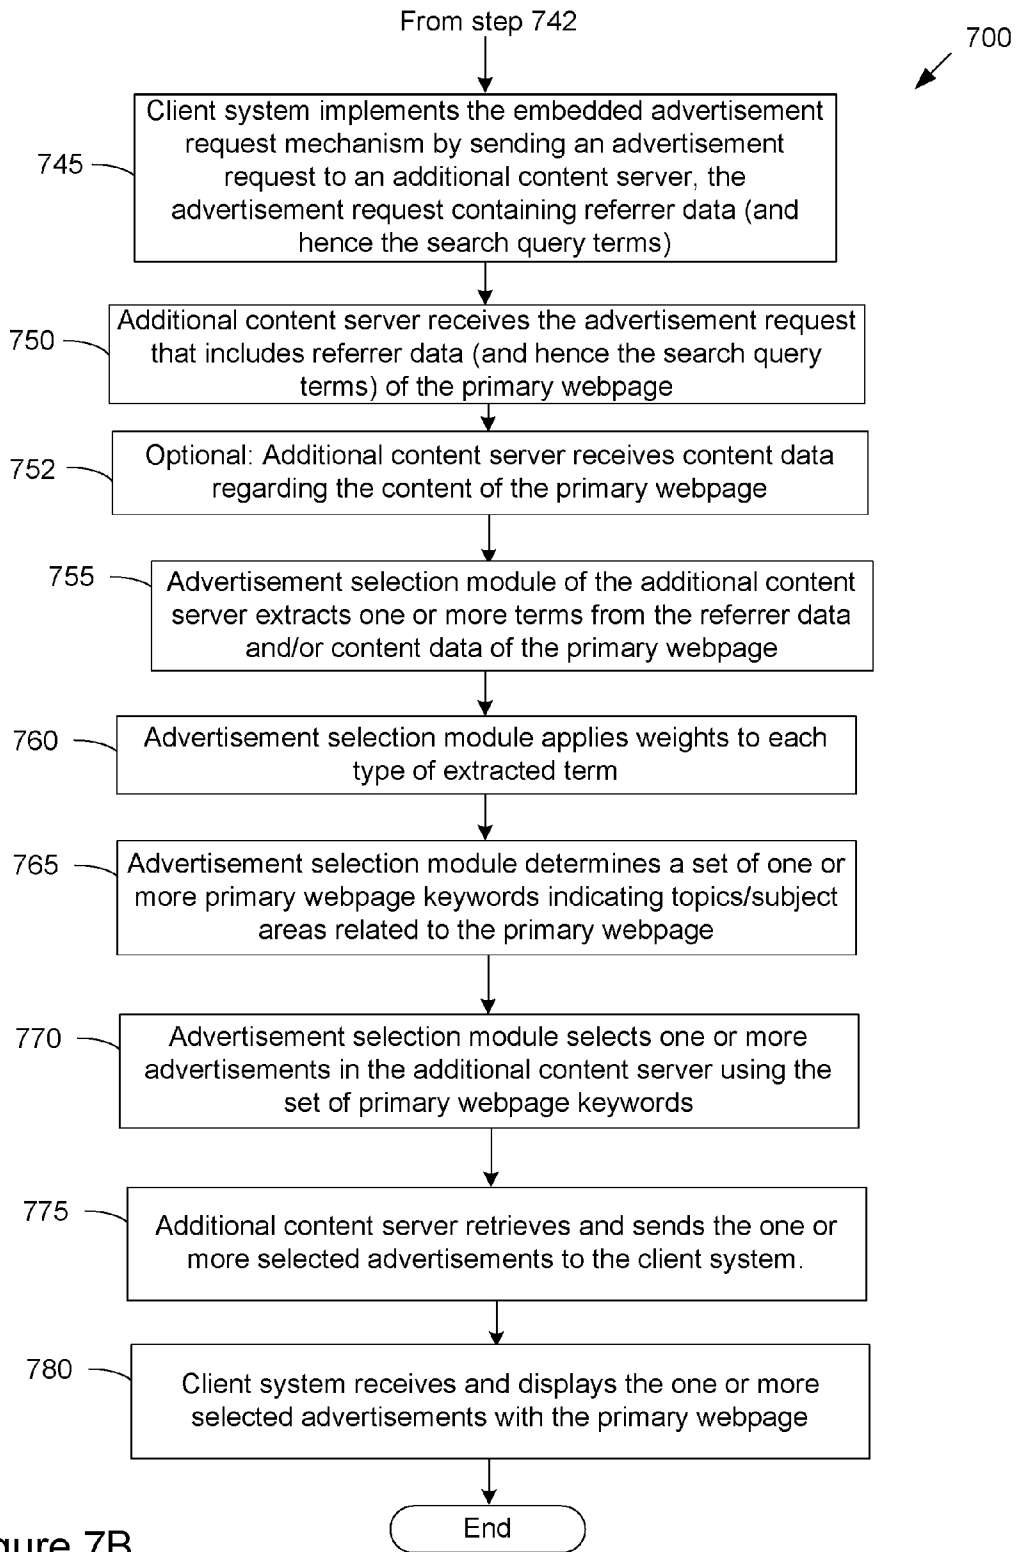 From step 742
700
745
Client system implements the embedded advertisement
request mechanism by sending an advertisement
request to an additional content server, the
advertisement request containing referrer data (and
hence the search query terms)
750
Additional content server receives the advertisement request
that includes referrer data (and hence the search query
terms) of the primary webpage
752
Optional: Additional content server receives content data
regarding the content of the primary webpage
755
Advertisement selection module of the additional content
server extracts one or more terms from the referrer data
and/or content data of the primary webpage
760
Advertisement selection module applies weights to each
type of extracted term
765
Advertisement selection module determines a set of one or
more primary webpage keywords indicating topics/subject
areas related to the primary webpage
770
Advertisement selection module selects one or more
advertisements in the additional content server using the
set of primary webpage keywords
775
Additional content server retrieves and sends the one or
more selected advertisements to the client system.
780
Client system receives and displays the one or more
selected advertisements with the primary webpage
End
gure 7B